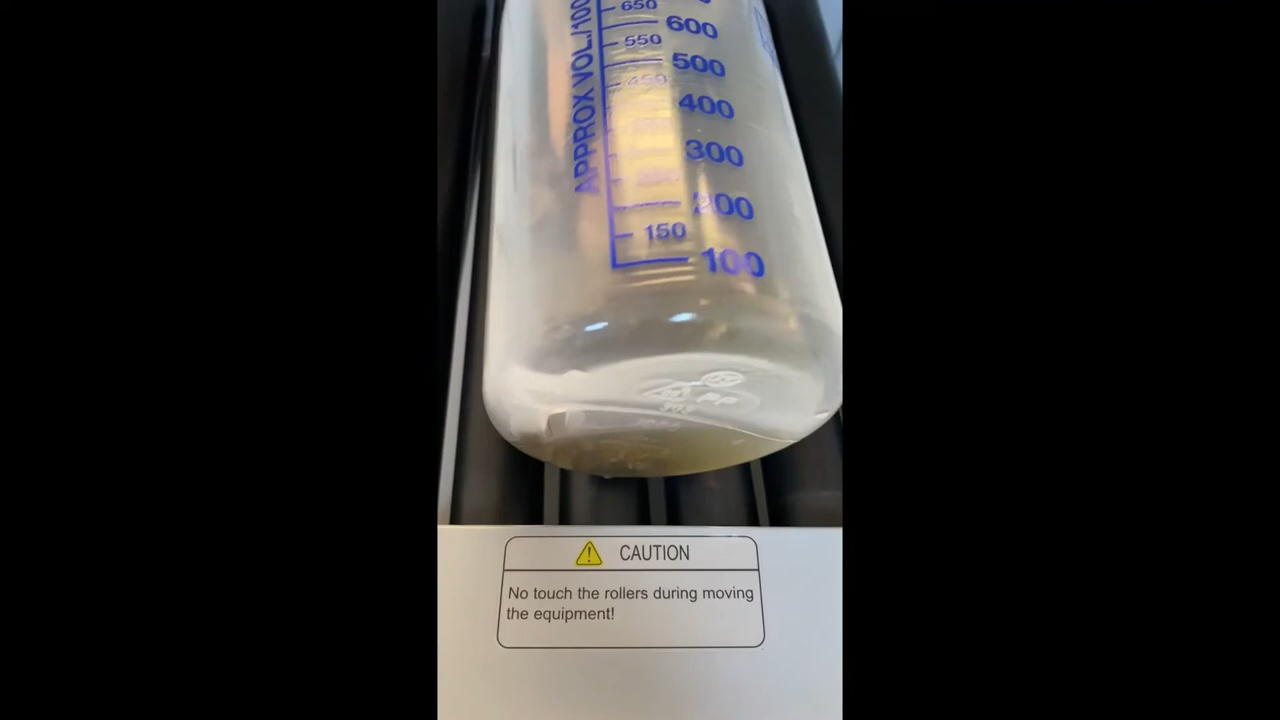 APPROX VOL./100
650
600
550
500
450
400
300
200
150
100
PP
CAUTION
No touch the rollers during moving
the equipment!